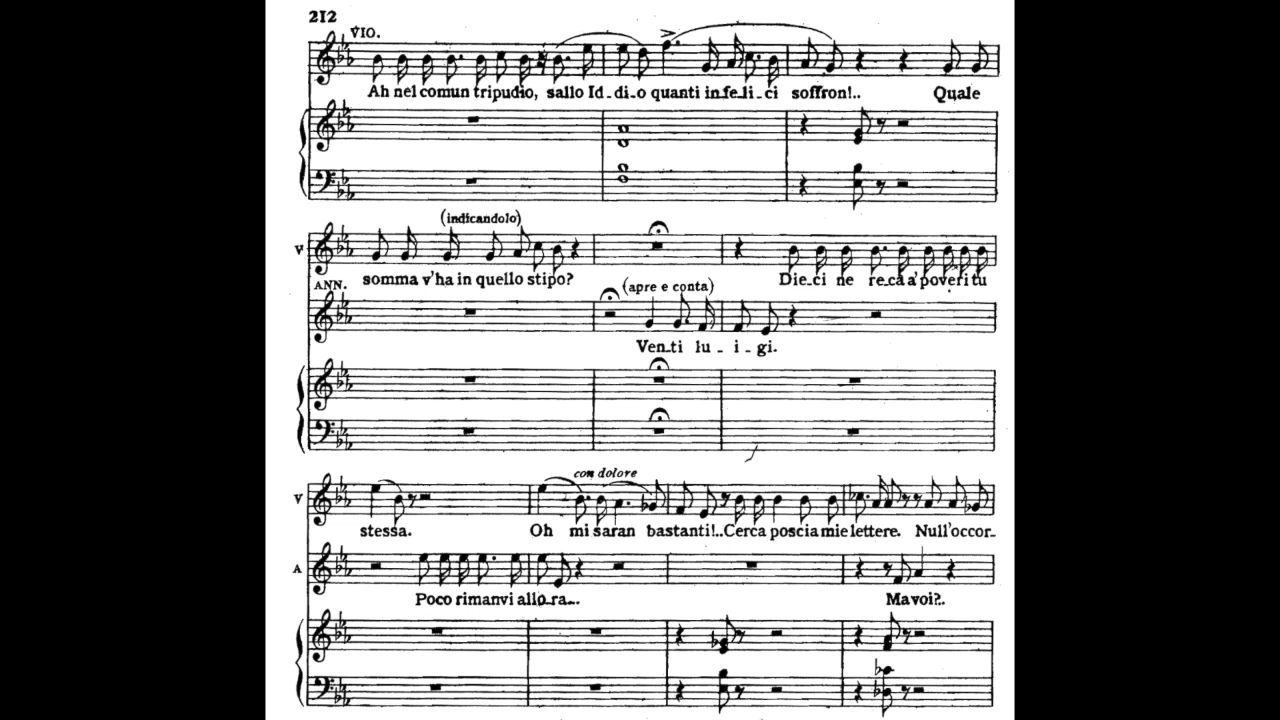 212
VIO.
Ah nel comun tripudio, sallo Id-di-o quanti in-fe-li-ci soffron!.. Quale
(indicandolo)
V
somma v'ha in quello stipo? Die-ci ne re-ca a' poveri tu
ANN.
(apre e conta)
Ven-ti lu - i - gi.
con dolore
V
stessa. Oh mi saran bastanti!.. Cerca poscia mie lettere. Null'occor-
A
Poco rimanvi allo-ra.. Ma voi?..